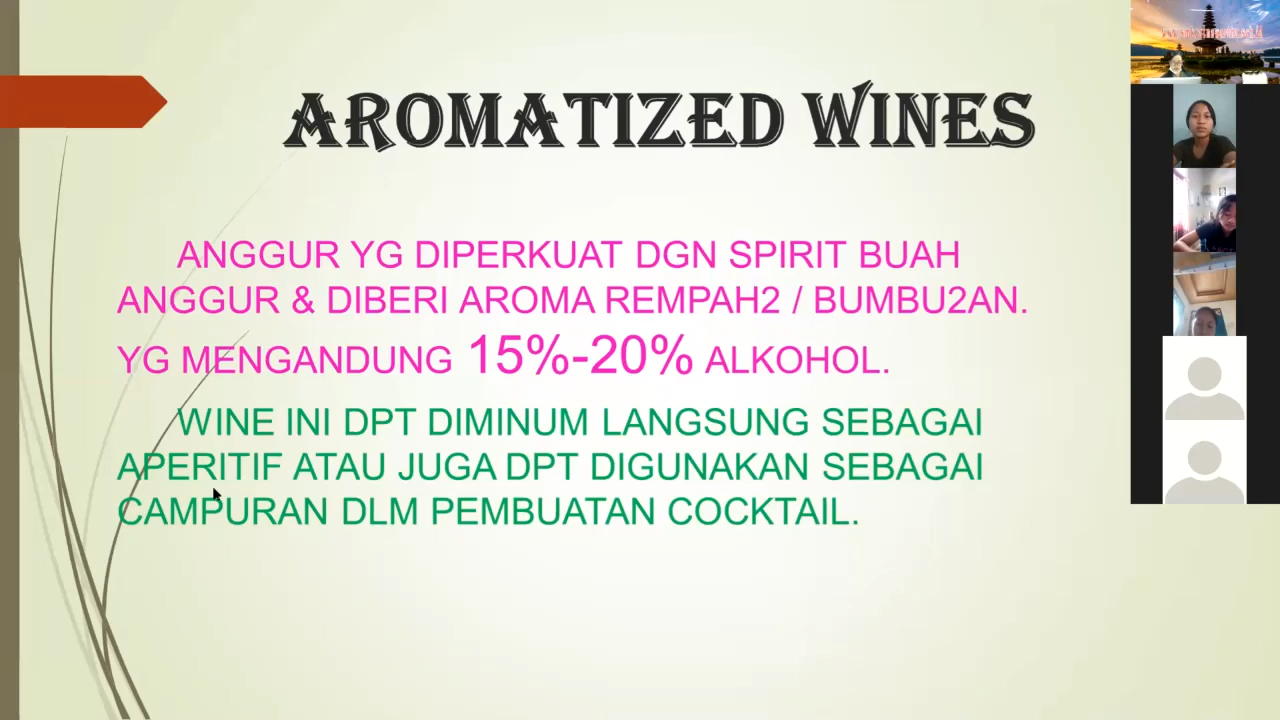 AROMATIZED WINES
ANGGUR YG DIPERKUAT DGN SPIRIT BUAH
ANGGUR & DIBERI AROMA REMPAH2 / BUMBU2AN.
YG MENGANDUNG 15%-20% ALKOHOL.
WINE INI DPT DIMINUM LANGSUNG SEBAGAI
APERITIF ATAU JUGA DPT DIGUNAKAN SEBAGAI
CAMPURAN DLM PEMBUATAN COCKTAIL.